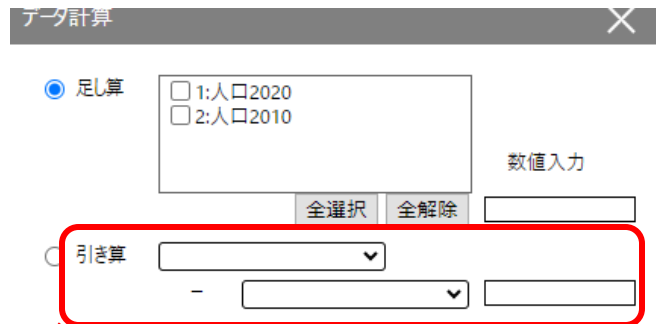 データ計算
足し算
1:人口2020
2:人口2010
数値入力
全選択 全解除
引き算
－